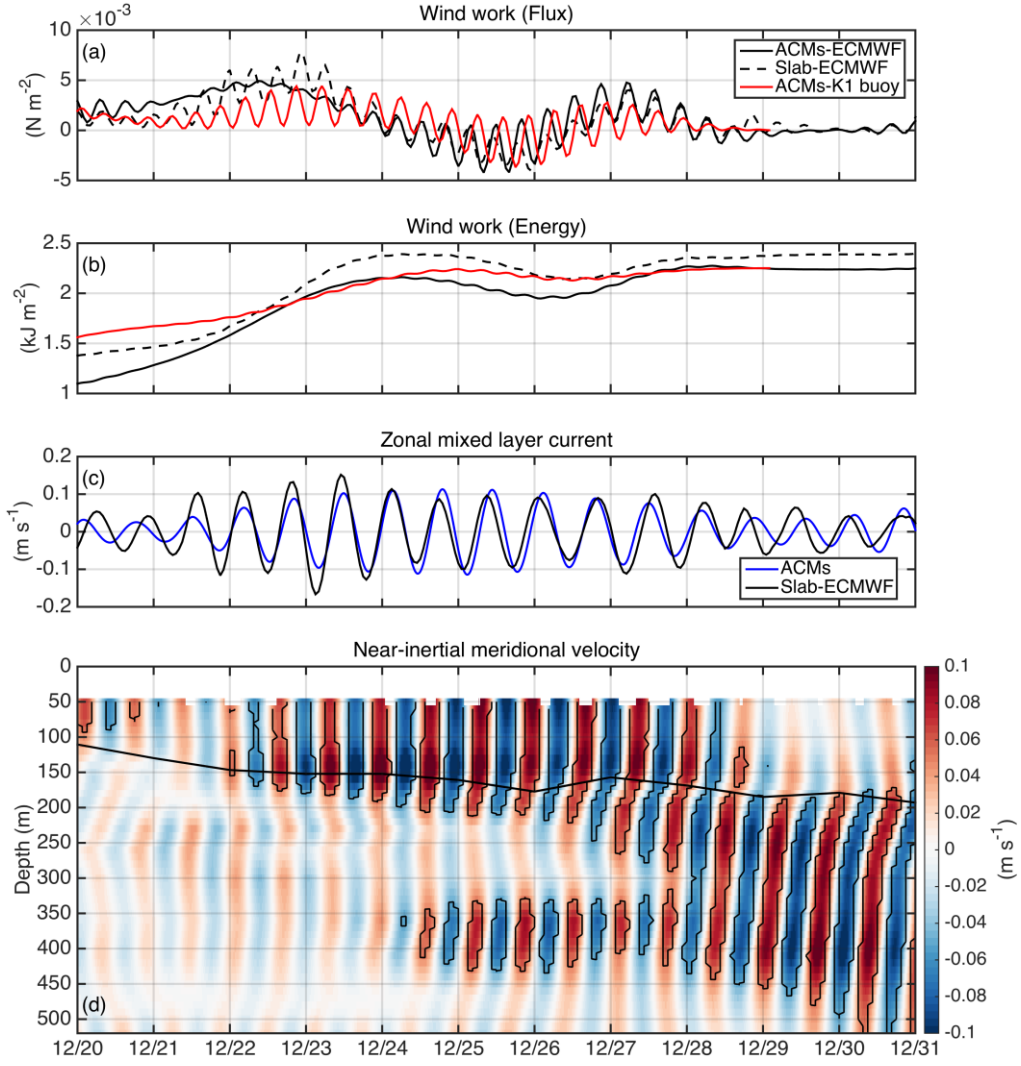 Wind work (Flux)
×10⁻³
(a)
10
5
0
-5
(N m⁻²)
ACMs-ECMWF
Slab-ECMWF
ACMs-K1 buoy
Wind work (Energy)
(b)
2.5
2
1.5
1
(kJ m⁻²)
Zonal mixed layer current
(c)
0.2
0.1
0
-0.1
-0.2
(m s⁻¹)
ACMs
Slab-ECMWF
Near-inertial meridional velocity
0
50
100
150
200
250
300
350
400
450
500
Depth (m)
(d)
12/20 12/21 12/22 12/23 12/24 12/25 12/26 12/27 12/28 12/29 12/30 12/31
0.1
0.08
0.06
0.04
0.02
0
-0.02
-0.04
-0.06
-0.08
-0.1
(m s⁻¹)